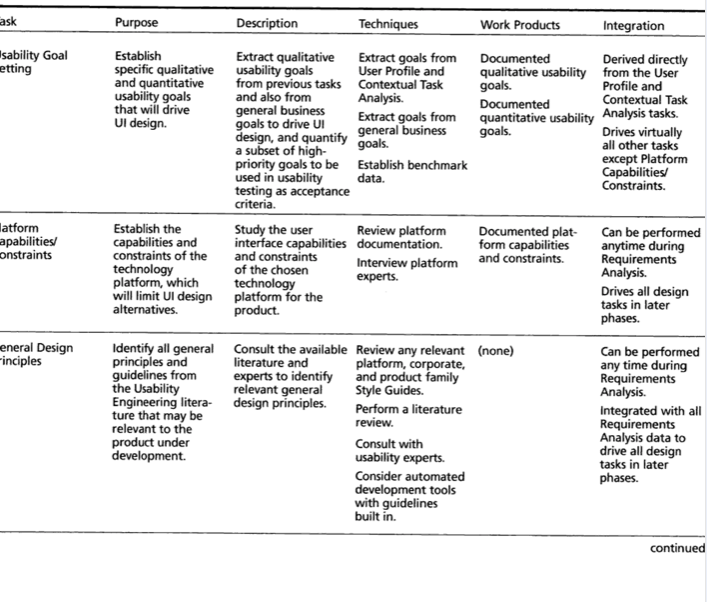 ask Purpose Description Techniques Work Products Integration
sability Goal
etting
Establish
specific qualitative
and quantitative
usability goals
that will drive
UI design.
Extract qualitative
usability goals
from previous tasks
and also from
general business
goals to drive UI
design, and quantify
a subset of high-
priority goals to be
used in usability
testing as acceptance
criteria.
Extract goals from
User Profile and
Contextual Task
Analysis.
Extract goals from
general business
goals.
Establish benchmark
data.
Documented
qualitative usability
goals.
Documented
quantitative usability
goals.
Derived directly
from the User
Profile and
Contextual Task
Analysis tasks.
Drives virtually
all other tasks
except Platform
Capabilities/
Constraints.
latform
apabilities/
onstraints
Establish the
capabilities and
constraints of the
technology
platform, which
will limit UI design
alternatives.
Study the user
interface capabilities
and constraints
of the chosen
technology
platform for the
product.
Review platform
documentation.
Interview platform
experts.
Documented plat-
form capabilities
and constraints.
Can be performed
anytime during
Requirements
Analysis.
Drives all design
tasks in later
phases.
eneral Design
rinciples
Identify all general
principles and
guidelines from
the Usability
Engineering litera-
ture that may be
relevant to the
product under
development.
Consult the available
literature and
experts to identify
relevant general
design principles.
Review any relevant
platform, corporate,
and product family
Style Guides.
Perform a literature
review.
Consult with
usability experts.
Consider automated
development tools
with guidelines
built in.
(none)
Can be performed
any time during
Requirements
Analysis.
Integrated with all
Requirements
Analysis data to
drive all design
tasks in later
phases.
continued